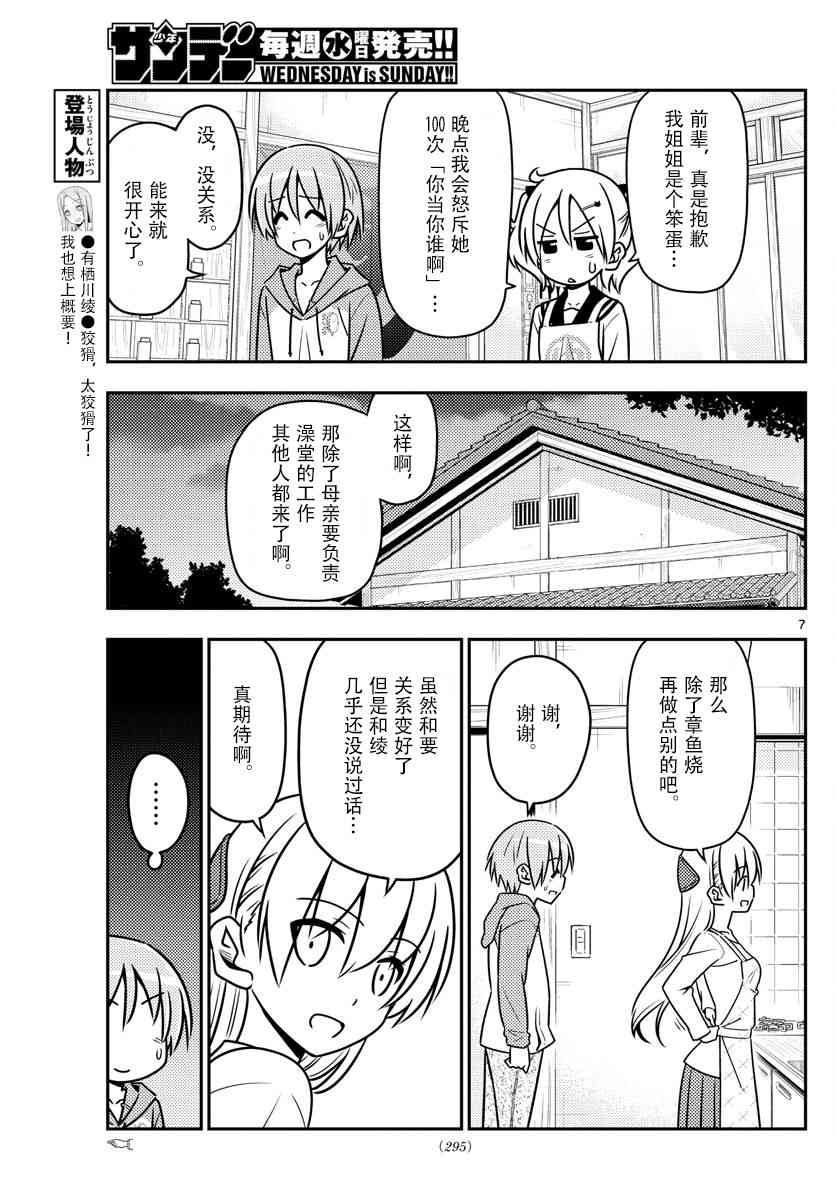 少年
サンデー
毎週水曜日発売!!
WEDNESDAY is SUNDAY!!
とうじょうじんぶつ
登場人物
●有栖川绫●狡猾，太狡猾了！
我也想上概要！
前辈，
真是抱歉
我姐姐是个笨蛋…
晚点我会怒斥她
100次「你当你谁啊」…
没，没关系。
能来就
很开心了。
这样啊，
那除了母亲要负责
澡堂的工作
其他人都来了啊。
7
那么
除了章鱼烧
再做点别的吧。
谢，
谢谢。
虽然和要
关系变好了
但是和绫
几乎还没说过话…
真期待啊。
……
(295)